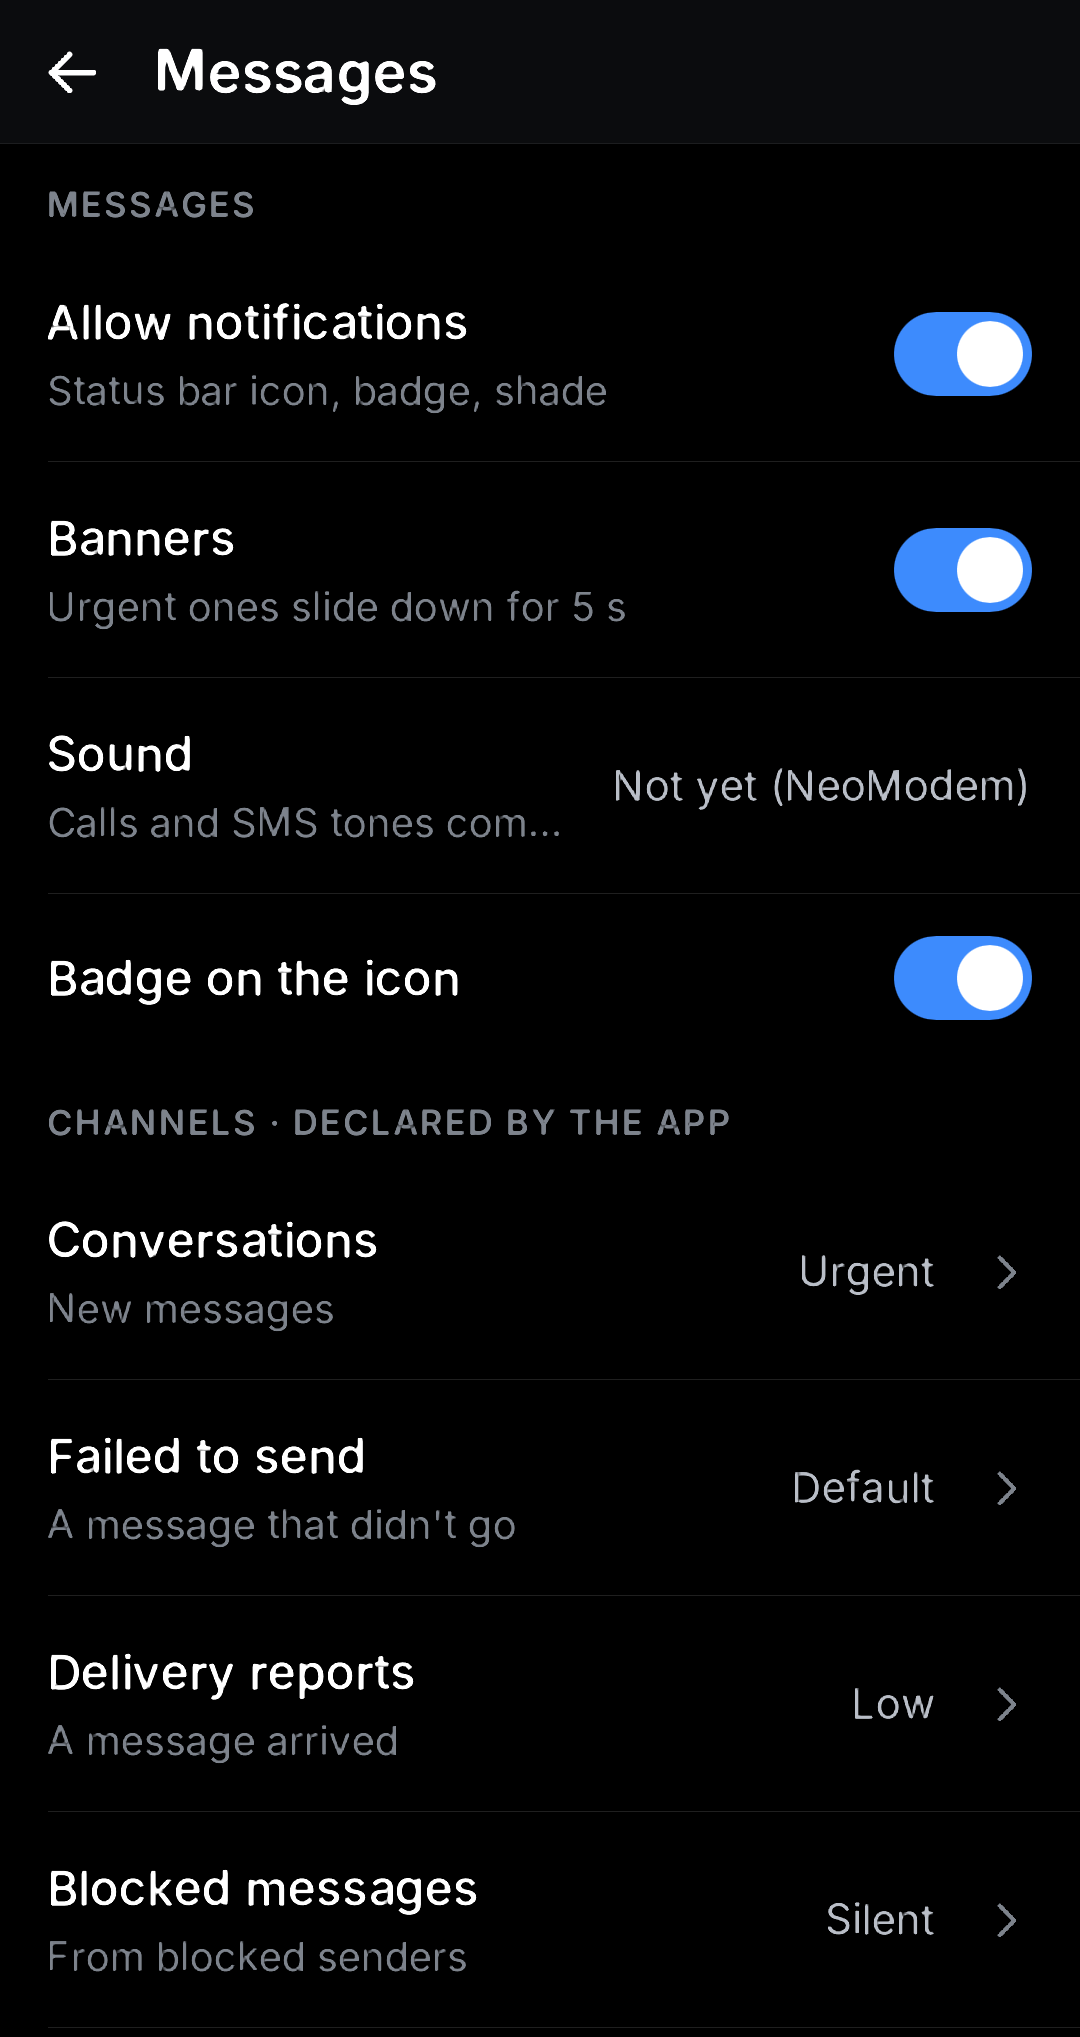 Messages
MESSAGES
Allow notifications
Status bar icon, badge, shade
Banners
Urgent ones slide down for 5 s
Sound
Calls and SMS tones com...
Not yet (NeoModem)
Badge on the icon
CHANNELS · DECLARED BY THE APP
Conversations
New messages
Urgent
Failed to send
A message that didn't go
Default
Delivery reports
A message arrived
Low
Blocked messages
From blocked senders
Silent